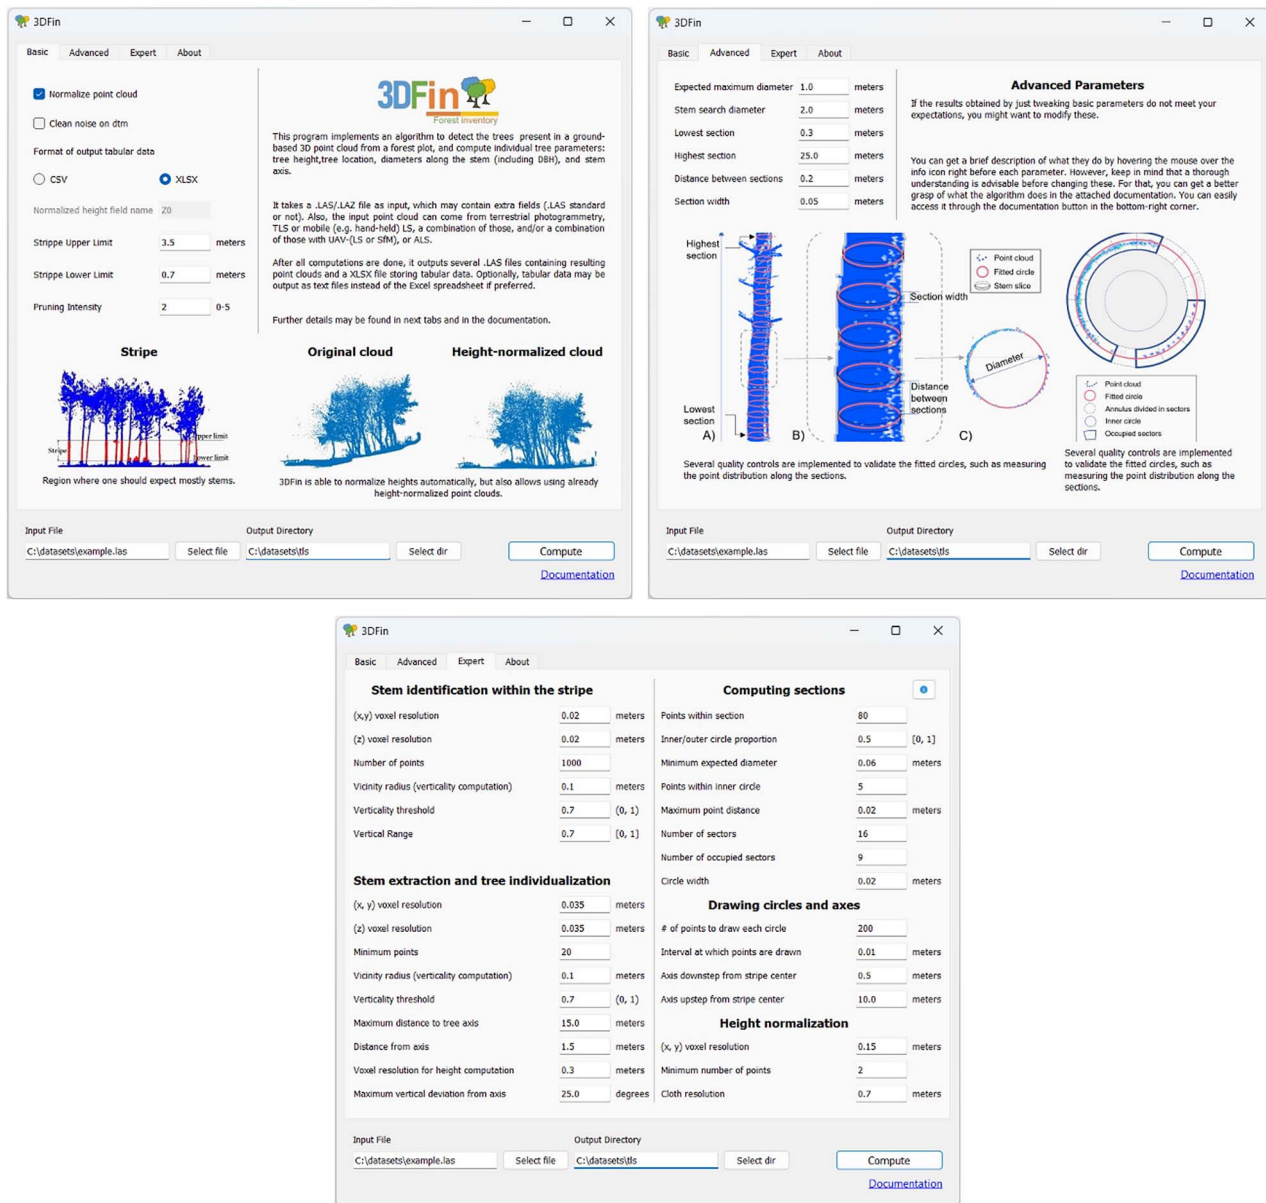 3DFin
Basic Advanced Expert About
Normalize point cloud
Clean noise on dtm
Format of output tabular data
CSV XLSX
Normalized height field name Z0
Strippe Upper Limit 3.5 meters
Strippe Lower Limit 0.7 meters
Pruning Intensity 2 0-5
3DFin
Forest inventory
This program implements an algorithm to detect the trees present in a ground-
based 3D point cloud from a forest plot, and compute individual tree parameters:
tree height,tree location, diameters along the stem (including DBH), and stem
axis.
It takes a .LAS/.LAZ file as input, which may contain extra fields (.LAS standard
or not). Also, the input point cloud can come from terrestrial photogrammetry,
TLS or mobile (e.g. hand-held) LS, a combination of those, and/or a combination
of those with UAV-(LS or SfM), or ALS.
After all computations are done, it outputs several .LAS files containing resulting
point clouds and a XLSX file storing tabular data. Optionally, tabular data may be
output as text files instead of the Excel spreadsheet if preferred.
Further details may be found in next tabs and in the documentation.
Stripe
Stripe
Upper limit
Lower limit
Region where one should expect mostly stems.
Original cloud Height-normalized cloud
3DFin is able to normalize heights automatically, but also allows using already
height-normalized point clouds.
Input File Output Directory
C:\datasets\example.las Select file C:\datasets\tls Select dir Compute
Documentation
3DFin
Basic Advanced Expert About
Expected maximum diameter 1.0 meters
Stem search diameter 2.0 meters
Lowest section 0.3 meters
Highest section 25.0 meters
Distance between sections 0.2 meters
Section width 0.05 meters
Advanced Parameters
If the results obtained by just tweaking basic parameters do not meet your
expectations, you might want to modify these.
You can get a brief description of what they do by hovering the mouse over the
info icon right before each parameter. However, keep in mind that a thorough
understanding is advisable before changing these. For that, you can get a better
grasp of what the algorithm does in the attached documentation. You can easily
access it through the documentation button in the bottom-right corner.
Highest
section
Lowest
section
A)
B)
Section width
Distance
between
sections
C)
Point cloud
Fitted circle
Stem slice
Diameter
Point cloud
Fitted circle
Annulus divided in sectors
Inner circle
Occupied sectors
Several quality controls are implemented to validate the fitted circles, such as measuring
the point distribution along the sections.
Several quality controls are implemented
to validate the fitted circles, such as
measuring the point distribution along the
sections.
Input File Output Directory
C:\datasets\example.las Select file C:\datasets\tls Select dir Compute
Documentation
3DFin
Basic Advanced Expert About
Stem identification within the stripe
(x,y) voxel resolution 0.02 meters
(z) voxel resolution 0.02 meters
Number of points 1000
Vicinity radius (verticality computation) 0.1 meters
Verticality threshold 0.7 (0, 1)
Vertical Range 0.7 [0, 1]
Stem extraction and tree individualization
(x, y) voxel resolution 0.035 meters
(z) voxel resolution 0.035 meters
Minimum points 20
Vicinity radius (verticality computation) 0.1 meters
Verticality threshold 0.7 (0, 1)
Maximum distance to tree axis 15.0 meters
Distance from axis 1.5 meters
Voxel resolution for height computation 0.3 meters
Maximum vertical deviation from axis 25.0 degrees
Computing sections
Points within section 80
Inner/outer circle proportion 0.5 [0, 1]
Minimum expected diameter 0.06 meters
Points within inner circle 5
Maximum point distance 0.02 meters
Number of sectors 16
Number of occupied sectors 9
Circle width 0.02 meters
Drawing circles and axes
# of points to draw each circle 200
Interval at which points are drawn 0.01 meters
Axis downstep from stripe center 0.5 meters
Axis upstep from stripe center 10.0 meters
Height normalization
(x, y) voxel resolution 0.15 meters
Minimum number of points 2
Cloth resolution 0.7 meters
Input File Output Directory
C:\datasets\example.las Select file C:\datasets\tls Select dir Compute
Documentation